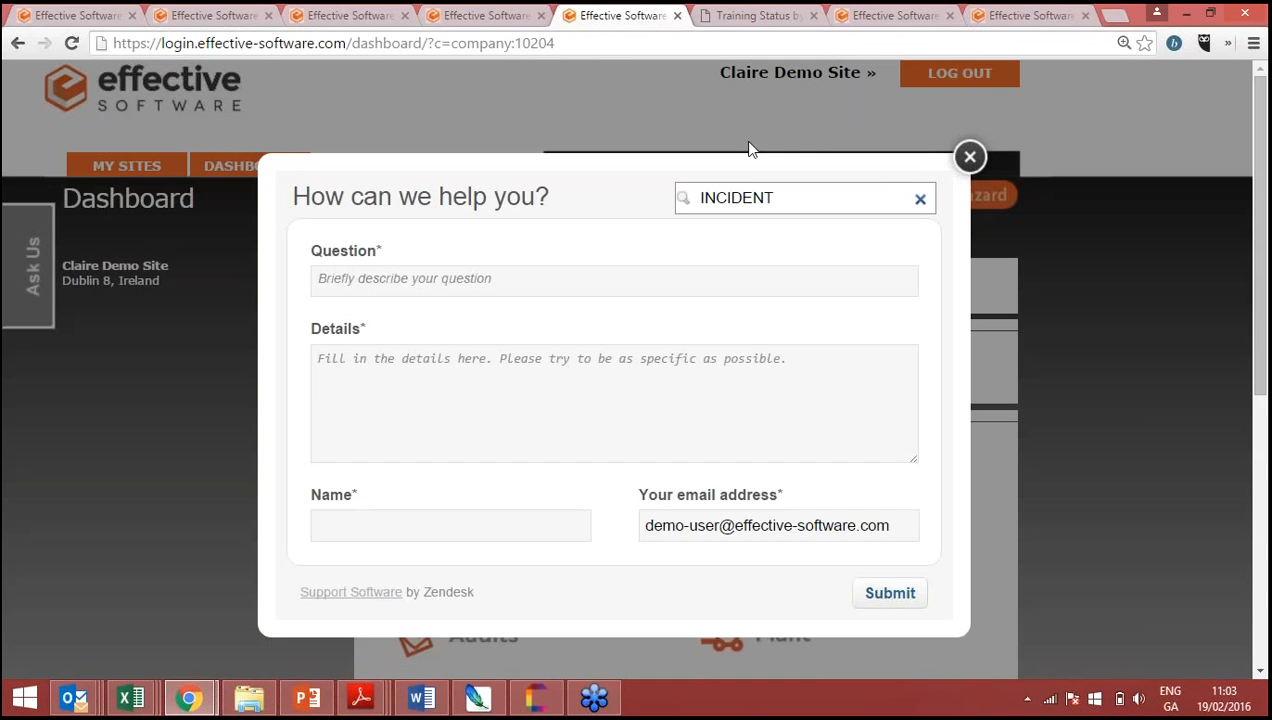 Effective Software
Effective Software
Effective Software
Effective Software
Effective Software
Training Status by
Effective Software
Effective Software
https://login.effective-software.com/dashboard/?c=company:10204
effective
SOFTWARE
Claire Demo Site »
LOG OUT
MY SITES
DASHB
Dashboard
Ask Us
Claire Demo Site
Dublin 8, Ireland
How can we help you?
INCIDENT
Question*
Briefly describe your question
Details*
Fill in the details here. Please try to be as specific as possible.
Name*
Your email address*
demo-user@effective-software.com
Support Software by Zendesk
Submit
Audits
Plant
ENG
GA
11:03
19/02/2016